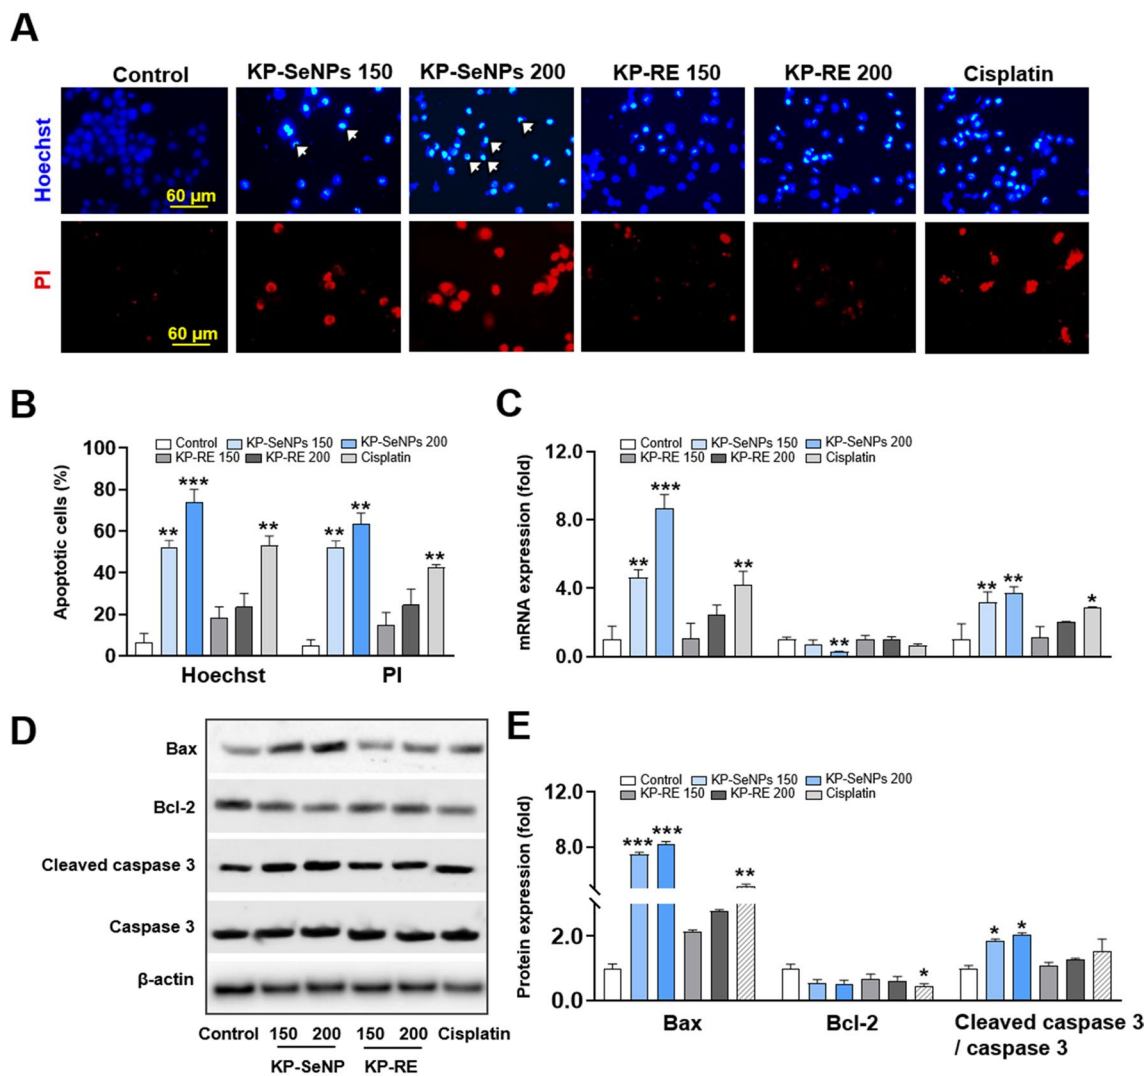 A
Control KP-SeNPs 150 KP-SeNPs 200 KP-RE 150 KP-RE 200 Cisplatin
Hoechst
60 µm
PI
60 µm
B
Apoptotic cells (%)
100
80
60
40
20
0
Control KP-SeNPs 150 KP-SeNPs 200
KP-RE 150 KP-RE 200 Cisplatin
** *** ** ** ** **
Hoechst PI
C
mRNA expression (fold)
12.0
8.0
4.0
0.0
Control KP-SeNPs 150 KP-SeNPs 200
KP-RE 150 KP-RE 200 Cisplatin
** *** ** ** ** ** *
D
Bax
Bcl-2
Cleaved caspase 3
Caspase 3
β-actin
Control 150 200 150 200 Cisplatin
KP-SeNP KP-RE
E
Protein expression (fold)
12.0
8.0
2.0
0.0
Control KP-SeNPs 150 KP-SeNPs 200
KP-RE 150 KP-RE 200 Cisplatin
*** *** ** * * *
Bax Bcl-2 Cleaved caspase 3
/ caspase 3